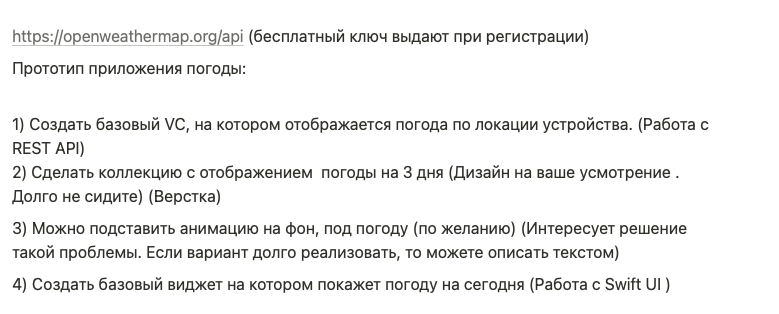 https://openweathermap.org/api (бесплатный ключ выдают при регистрации)
Прототип приложения погоды:
1) Создать базовый VC, на котором отображается погода по локации устройства. (Работа с
REST API)
2) Сделать коллекцию с отображением  погоды на 3 дня (Дизайн на ваше усмотрение .
Долго не сидите) (Верстка)
3) Можно подставить анимацию на фон, под погоду (по желанию) (Интересует решение
такой проблемы. Если вариант долго реализовать, то можете описать текстом)
4) Создать базовый виджет на котором покажет погоду на сегодня (Работа с Swift UI )